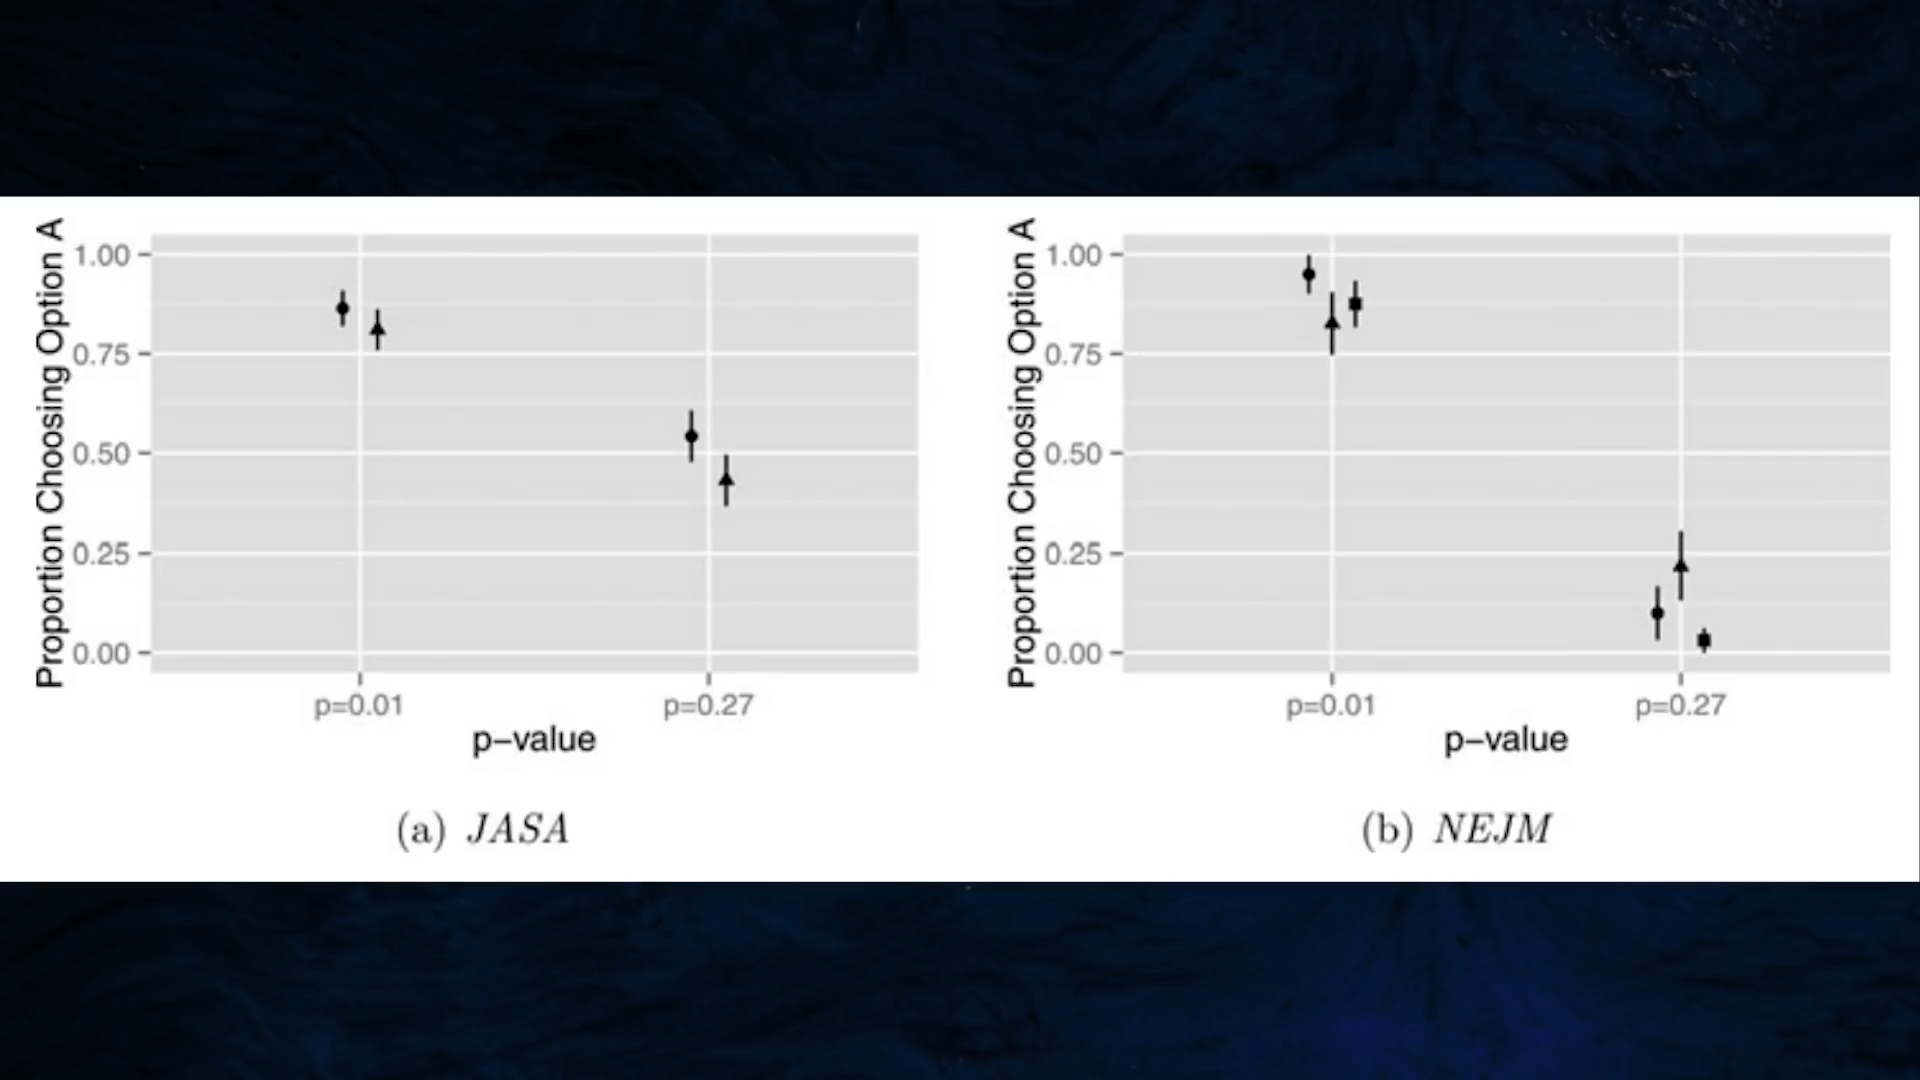 Proportion Choosing Option A
1.00
0.75
0.50
0.25
0.00
p=0.01
p=0.27
p−value
(a) JASA
Proportion Choosing Option A
1.00
0.75
0.50
0.25
0.00
p=0.01
p=0.27
p−value
(b) NEJM